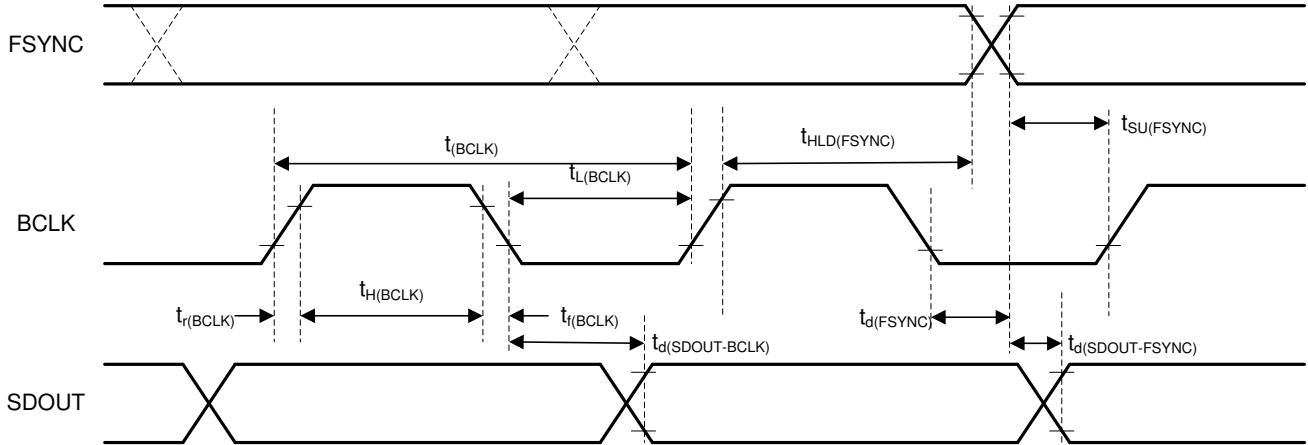 FSYNC
tSU(FSYNC)
tHLD(FSYNC)
t(BCLK)
tL(BCLK)
BCLK
tH(BCLK)
tr(BCLK)
tf(BCLK)
td(FSYNC)
td(SDOUT-BCLK)
td(SDOUT-FSYNC)
SDOUT